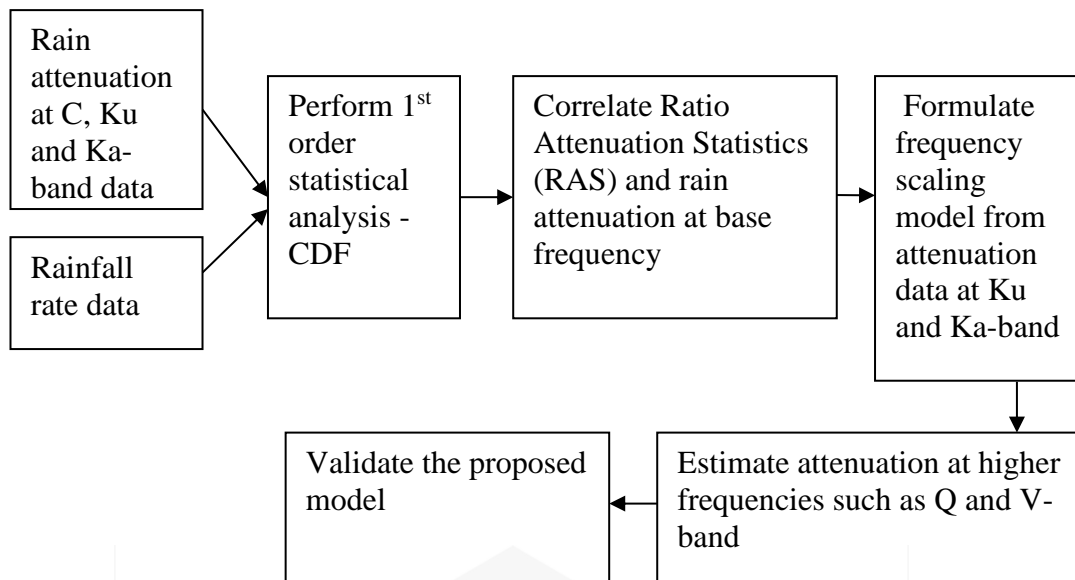 Rain
attenuation
at C, Ku
and Ka-
band data
Rainfall
rate data
Perform 1st
order
statistical
analysis -
CDF
Correlate Ratio
Attenuation Statistics
(RAS) and rain
attenuation at base
frequency
Formulate
frequency
scaling
model from
attenuation
data at Ku
and Ka-band
Estimate attenuation at higher
frequencies such as Q and V-
band
Validate the proposed
model